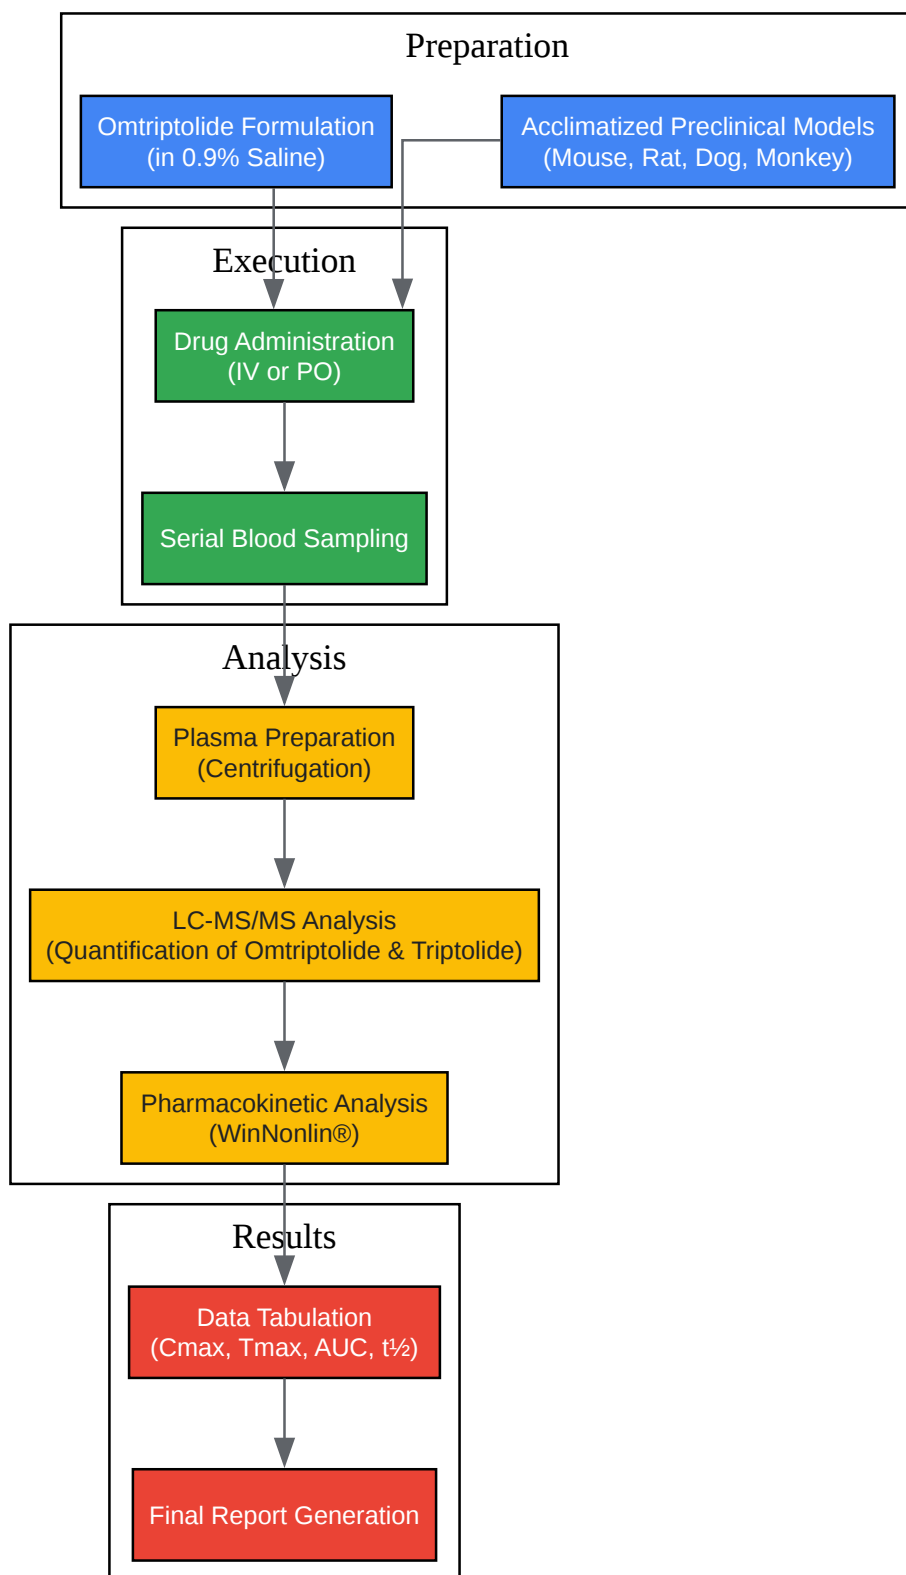 Preparation
Omtriptolide Formulation
(in 0.9% Saline)
Acclimatized Preclinical Models
(Mouse, Rat, Dog, Monkey)
Execution
Drug Administration
(IV or PO)
Serial Blood Sampling
Analysis
Plasma Preparation
(Centrifugation)
LC-MS/MS Analysis
(Quantification of Omtriptolide & Triptolide)
Pharmacokinetic Analysis
(WinNonlin®)
Results
Data Tabulation
(Cmax, Tmax, AUC, t½)
Final Report Generation